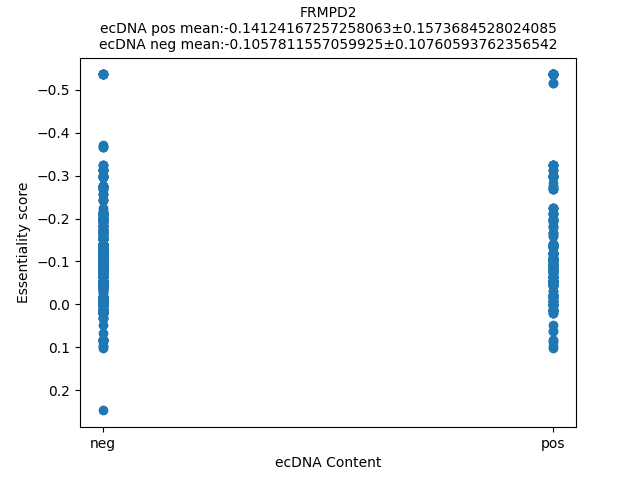 FRMPD2
ecDNA pos mean:-0.14124167257258063±0.1573684528024085
ecDNA neg mean:-0.1057811557059925±0.10760593762356542
−0.5
−0.4
−0.3
−0.2
−0.1
0.0
0.1
0.2
Essentiality score
neg
pos
ecDNA Content